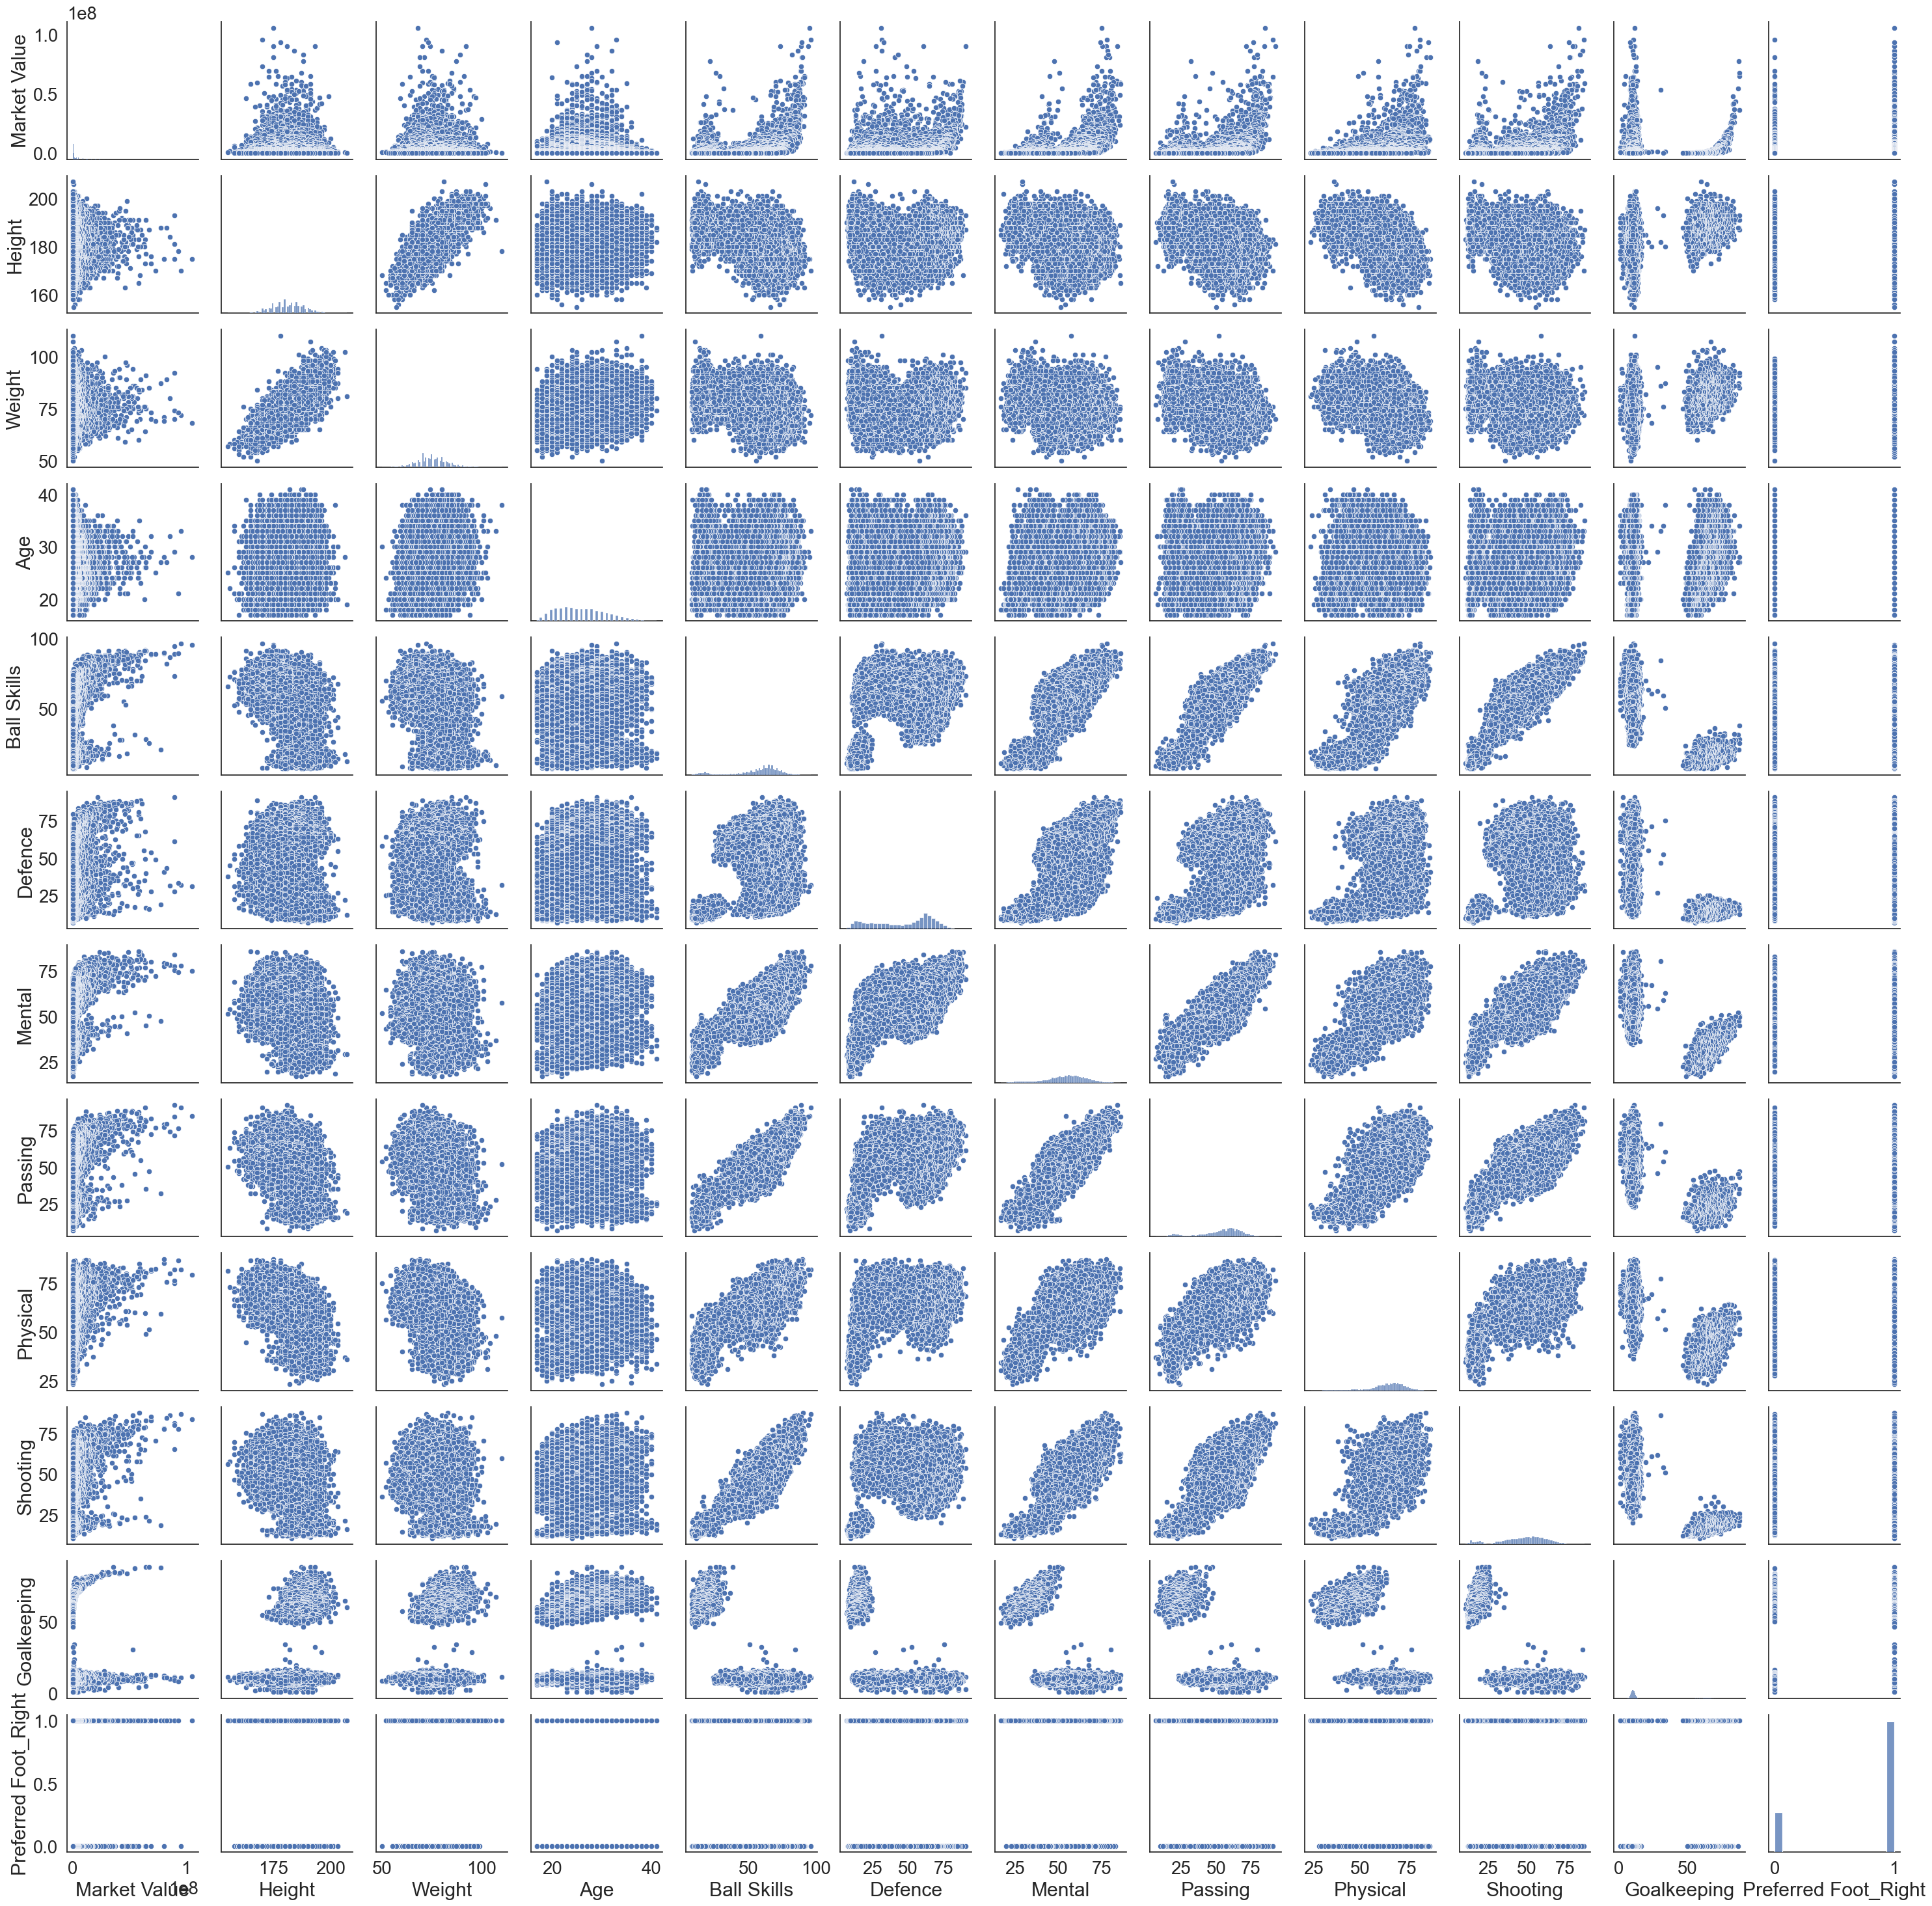 1e8
1.0
0.5
0.0
Market Value
200
180
160
Height
100
75
50
Weight
40
30
20
Age
100
50
Ball Skills
75
50
25
Defence
75
50
25
Mental
75
50
25
Passing
75
50
25
Physical
75
50
25
Shooting
50
0
Goalkeeping
1.0
0.5
0.0
Preferred Foot_Right
0 1 175 200 50 100 20 40 50 100 25 50 75 25 50 75 25 50 75 25 50 75 25 50 75 0 50 0 1
1e8
Market Value Height Weight Age Ball Skills Defence Mental Passing Physical Shooting Goalkeeping Preferred Foot_Right